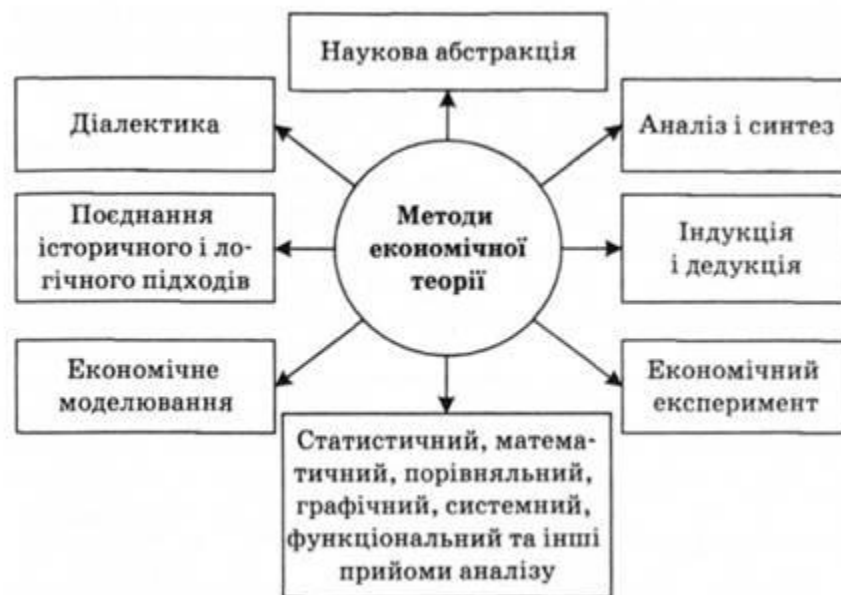 Наукова абстракція
Діалектика
Аналіз і синтез
Поєднання
історичного і ло-
гічного підходів
Методи
економічної
теорії
Індукція
і дедукція
Економічне
моделювання
Економічний
експеримент
Статистичний, матема-
тичний, порівняльний,
графічний, системний,
функціональний та інші
прийоми аналізу